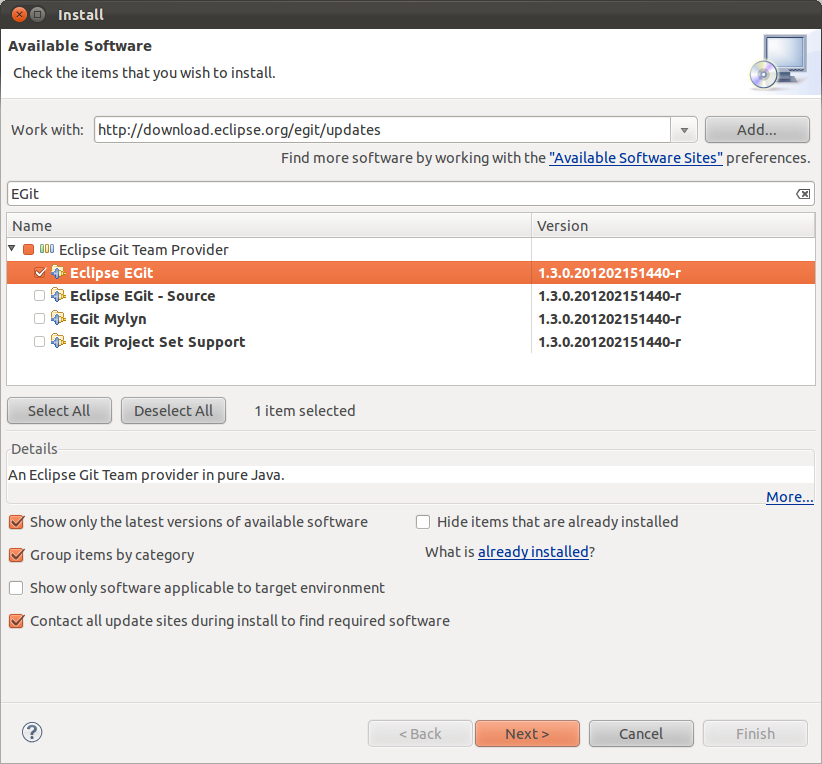 Install
Available Software
Check the items that you wish to install.
Work with: http://download.eclipse.org/egit/updates Add...
Find more software by working with the "Available Software Sites" preferences.
EGit
Name Version
Eclipse Git Team Provider
Eclipse EGit 1.3.0.201202151440-r
Eclipse EGit - Source 1.3.0.201202151440-r
EGit Mylyn 1.3.0.201202151440-r
EGit Project Set Support 1.3.0.201202151440-r
Select All Deselect All 1 item selected
Details
An Eclipse Git Team provider in pure Java.
More...
Show only the latest versions of available software Hide items that are already installed
Group items by category What is already installed?
Show only software applicable to target environment
Contact all update sites during install to find required software
? < Back Next > Cancel Finish